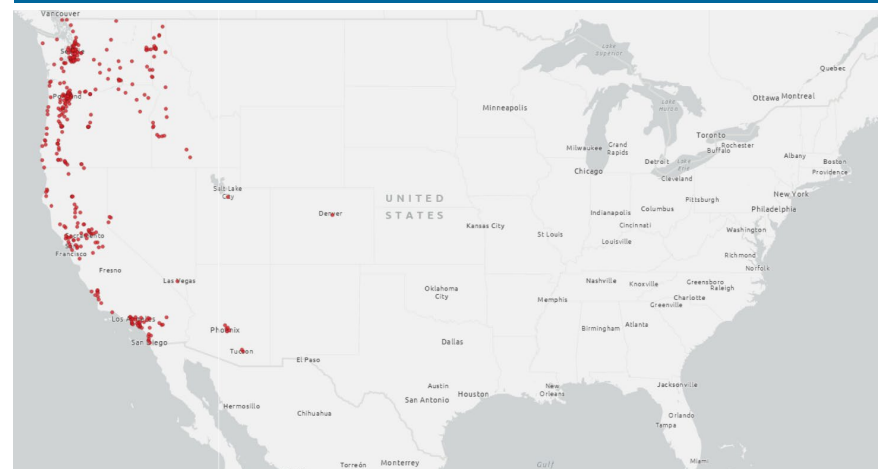 Vancouver
Lake
Superior
Quebec
Ottawa
Montreal
Minneapolis
Lake
Huron
Toronto
Rochester
Buffalo
Milwaukee
Grand
Rapids
Detroit
Lake
Erie
Albany
Boston
Providence
Chicago
Cleveland
Salt Lake
City
UNITED
STATES
Denver
New York
Pittsburgh
Philadelphia
Indianapolis
Columbus
Kansas City
St Louis
Cincinnati
Washington
Louisville
Sacramento
Francisco
Richmond
Norfolk
Fresno
Las Vegas
Oklahoma
City
Nashville
Knoxville
Greensboro
Raleigh
Charlotte
Greenville
Memphis
Los Angeles
Phoenix
Birmingham
Atlanta
San Diego
Dallas
Tucson
El Paso
Austin
San Antonio
Houston
New
Orleans
Jacksonville
Hermosillo
Chihuahua
Orlando
Tampa
Torreón
Monterrey
Gulf
Miami